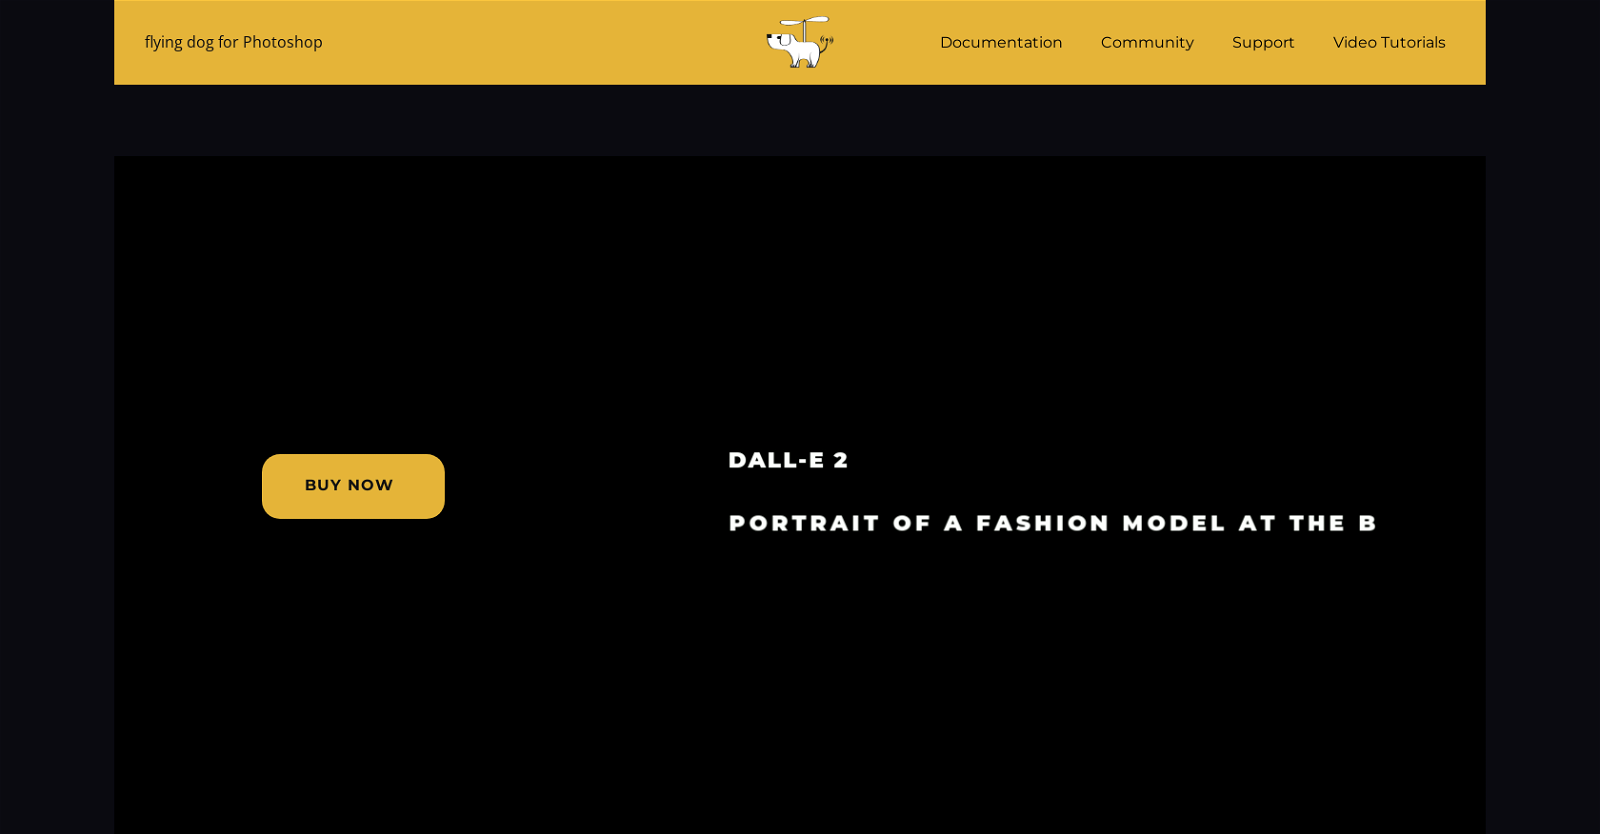 flying dog for Photoshop
Documentation
Community
Support
Video Tutorials
BUY NOW
DALL-E 2
PORTRAIT OF A FASHION MODEL AT THE B